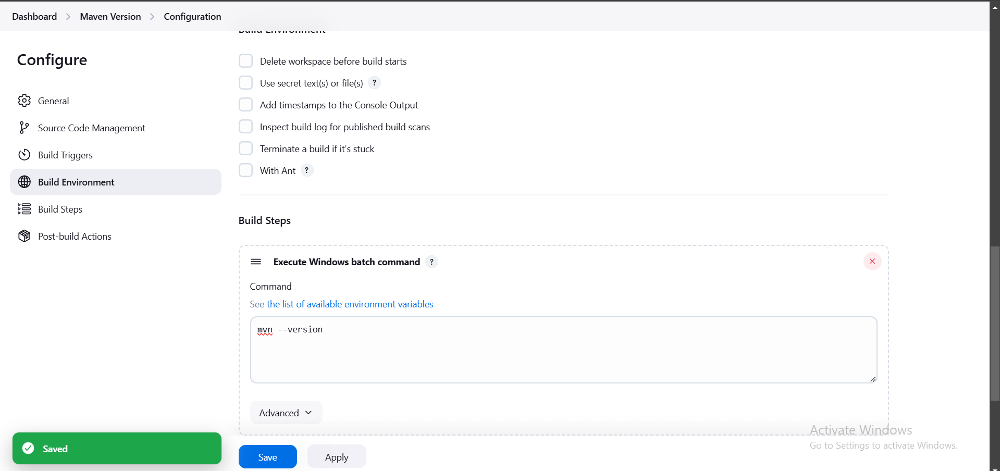 Dashboard > Maven Version > Configuration
Build Environment
Configure
General
Source Code Management
Build Triggers
Build Environment
Build Steps
Post-build Actions
Delete workspace before build starts
Use secret text(s) or file(s) ?
Add timestamps to the Console Output
Inspect build log for published build scans
Terminate a build if it's stuck
With Ant ?
Build Steps
Execute Windows batch command ?
Command
See the list of available environment variables
mvn --version
Advanced
Saved
Save
Apply
Activate Windows
Go to Settings to activate Windows.